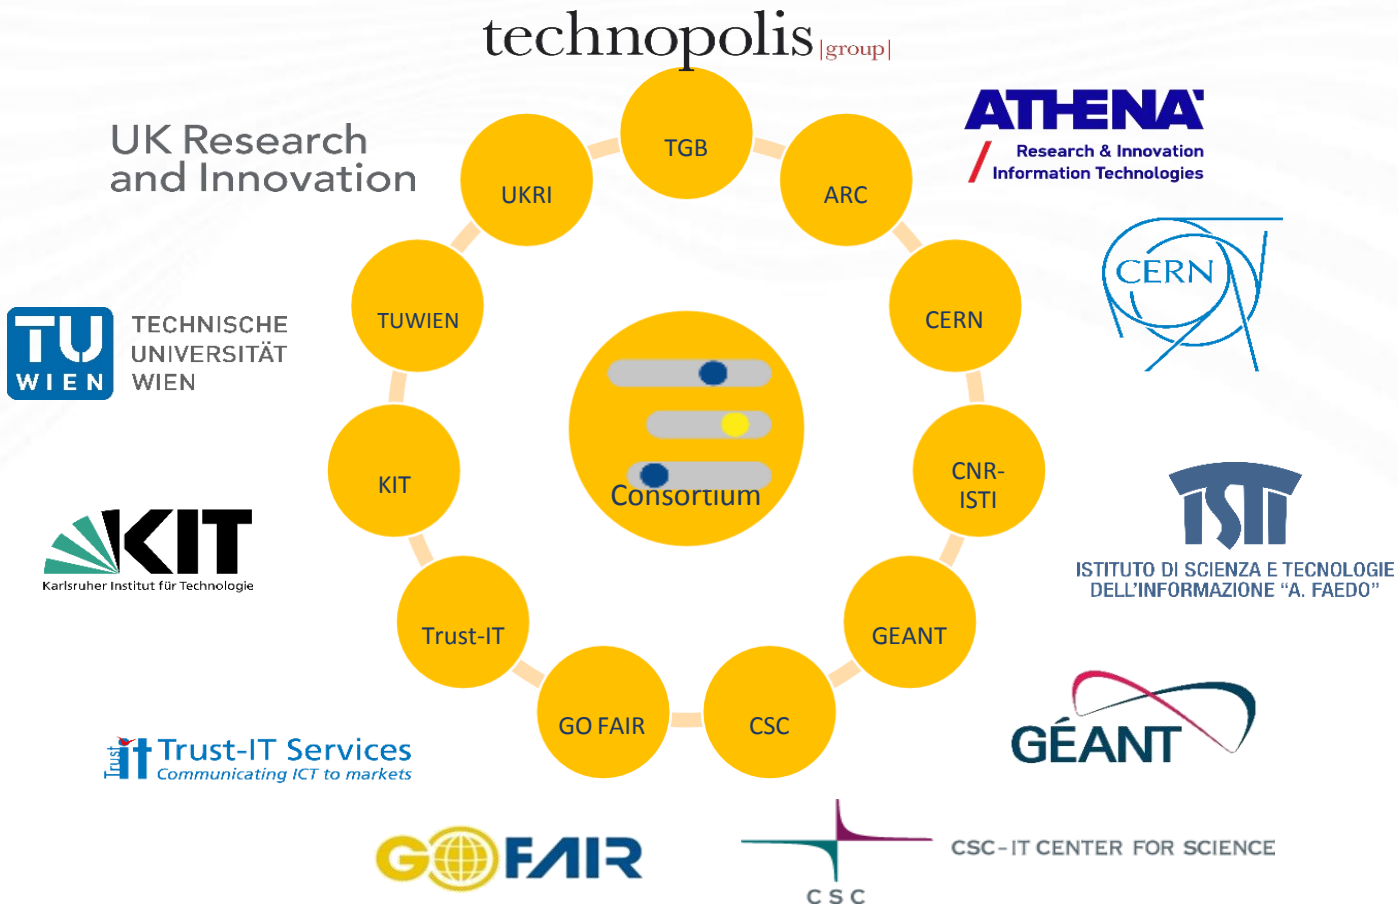 technopolis |group|
UK Research
and Innovation
ATHENA
Research & Innovation
Information Technologies
TGB
UKRI
ARC
CERN
CERN
TUWIEN
TU
WIEN
TECHNISCHE
UNIVERSITÄT
WIEN
KIT
CNR-
ISTI
Consortium
KIT
Karlsruher Institut für Technologie
ISTI
ISTITUTO DI SCIENZA E TECNOLOGIE
DELL'INFORMAZIONE "A. FAEDO"
Trust-IT
GEANT
GO FAIR
CSC
Trust
it
Trust-IT Services
Communicating ICT to markets
GÉANT
GO FAIR
CSC-IT CENTER FOR SCIENCE
CSC